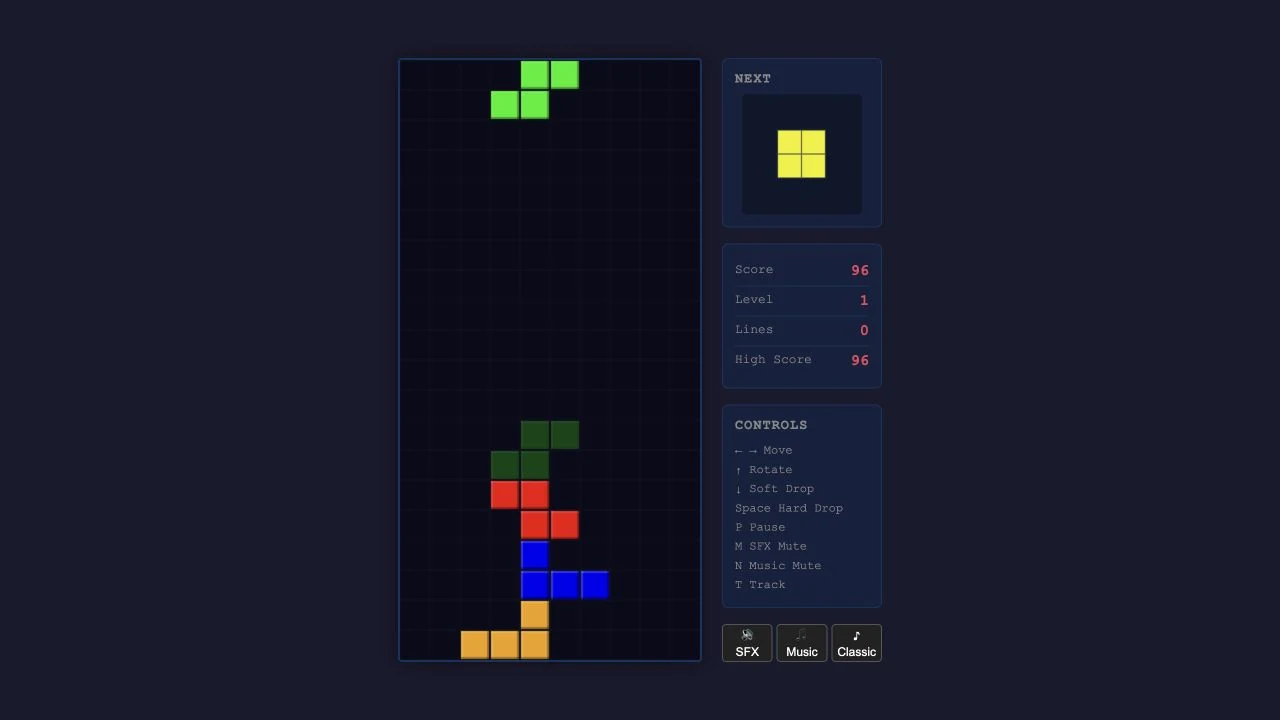 NEXT
Score 96
Level 1
Lines 0
High Score 96
CONTROLS
← → Move
↑ Rotate
↓ Soft Drop
Space Hard Drop
P Pause
M SFX Mute
N Music Mute
T Track
SFX Music Classic